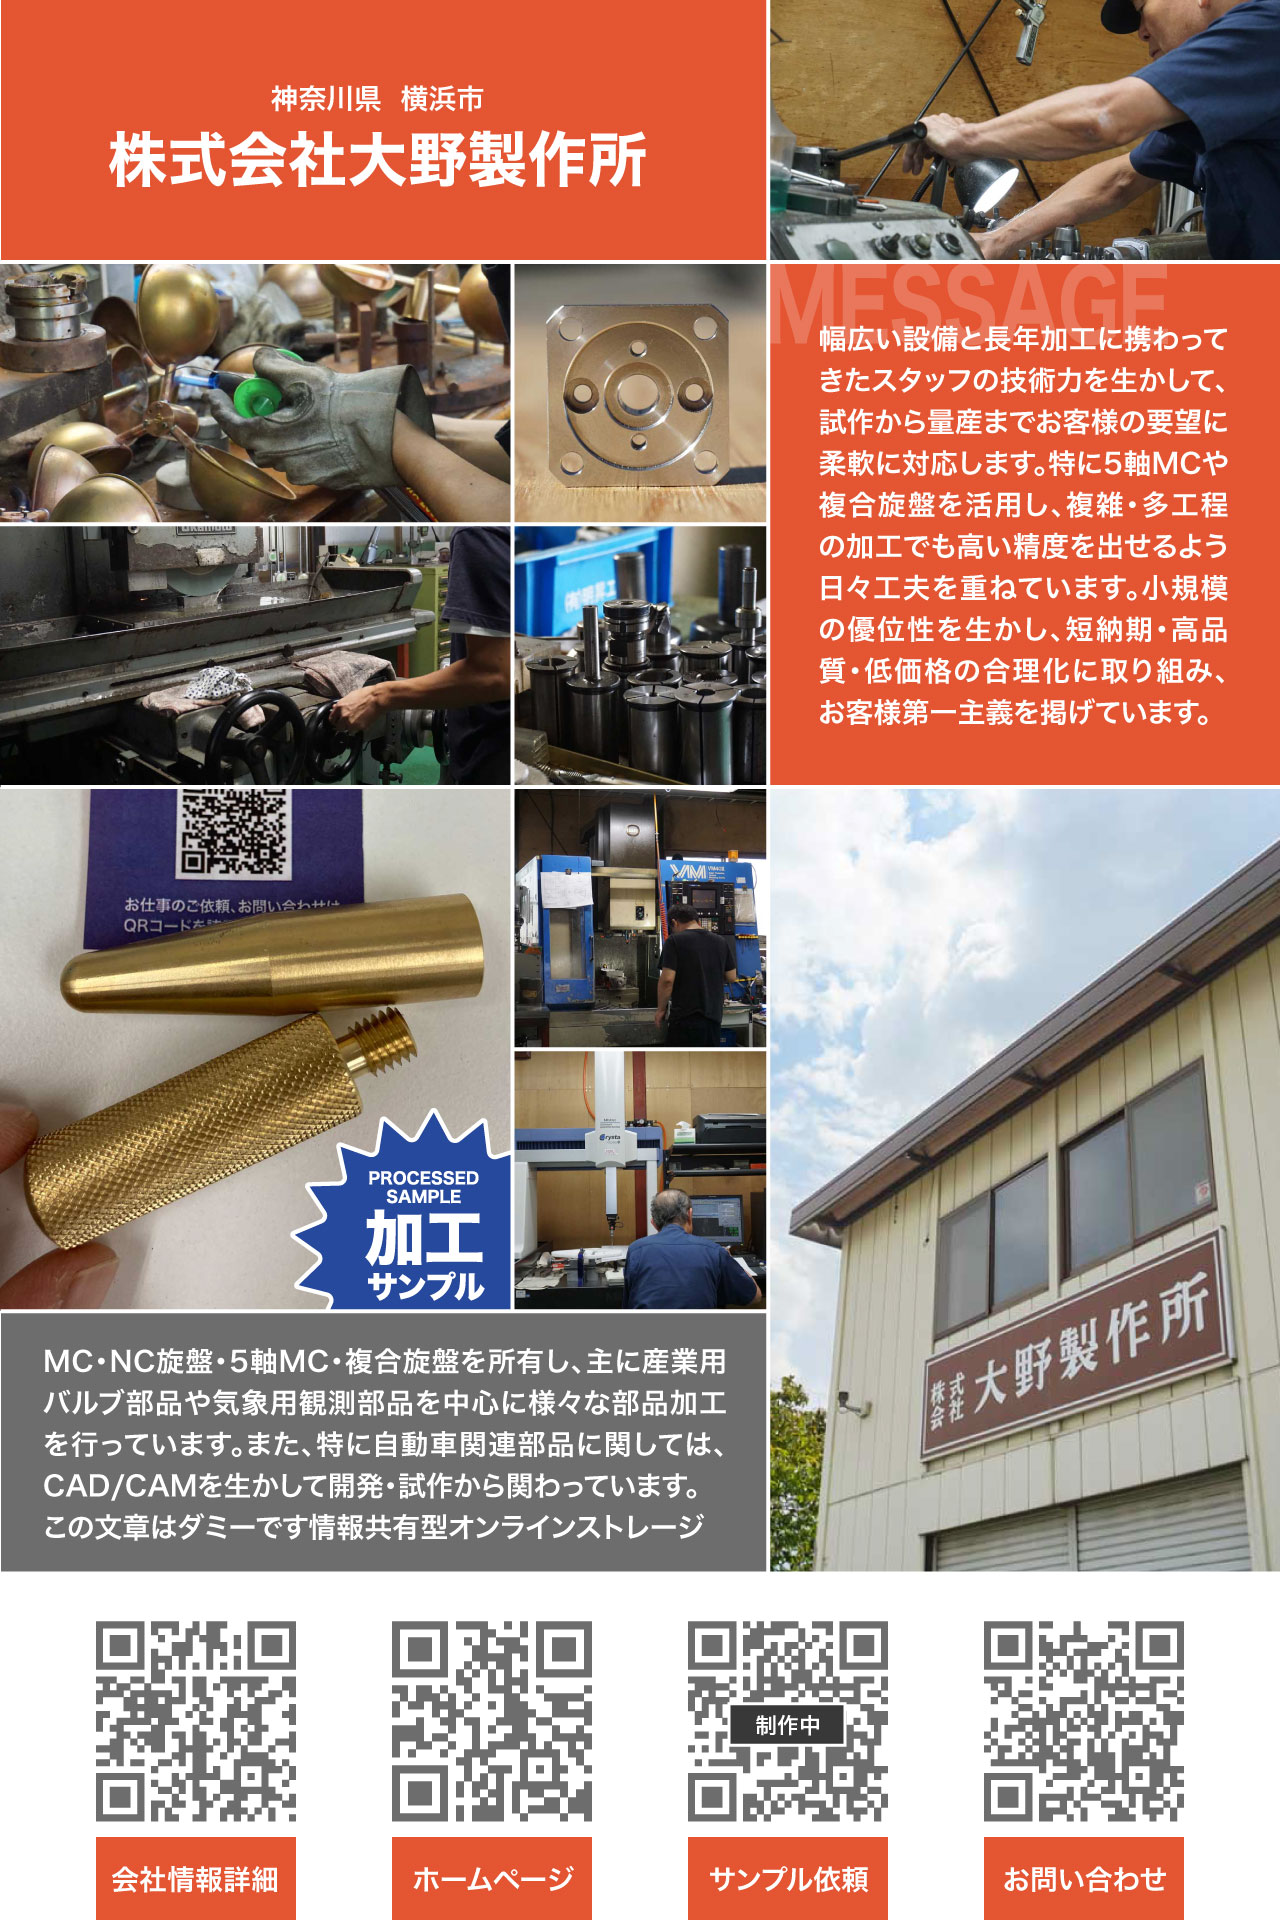 神奈川県 横浜市
株式会社大野製作所
MESSAGE
幅広い設備と長年加工に携わって
きたスタッフの技術力を生かして、
試作から量産までお客様の要望に
柔軟に対応します。特に5軸MCや
複合旋盤を活用し、複雑・多工程
の加工でも高い精度を出せるよう
日々工夫を重ねています。小規模
の優位性を生かし、短納期・高品
質・低価格の合理化に取り組み、
お客様第一主義を掲げています。
okamoto
お仕事のご依頼、お問い合わせは
QRコードを
PROCESSED
SAMPLE
加工
サンプル
YM
Crysta
株式
会社
大野製作所
MC・NC旋盤・5軸MC・複合旋盤を所有し、主に産業用
バルブ部品や気象用観測部品を中心に様々な部品加工
を行っています。また、特に自動車関連部品に関しては、
CAD/CAMを生かして開発・試作から関わっています。
この文章はダミーです情報共有型オンラインストレージ
制作中
会社情報詳細
ホームページ
サンプル依頼
お問い合わせ